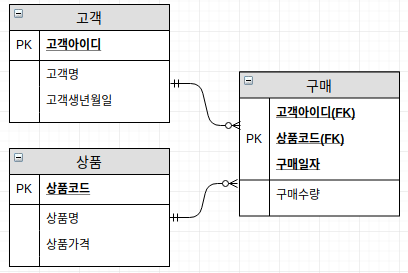 고객
PK 고객아이디
고객명
고객생년월일
구매
고객아이디(FK)
PK 상품코드(FK)
구매일자
구매수량
상품
PK 상품코드
상품명
상품가격